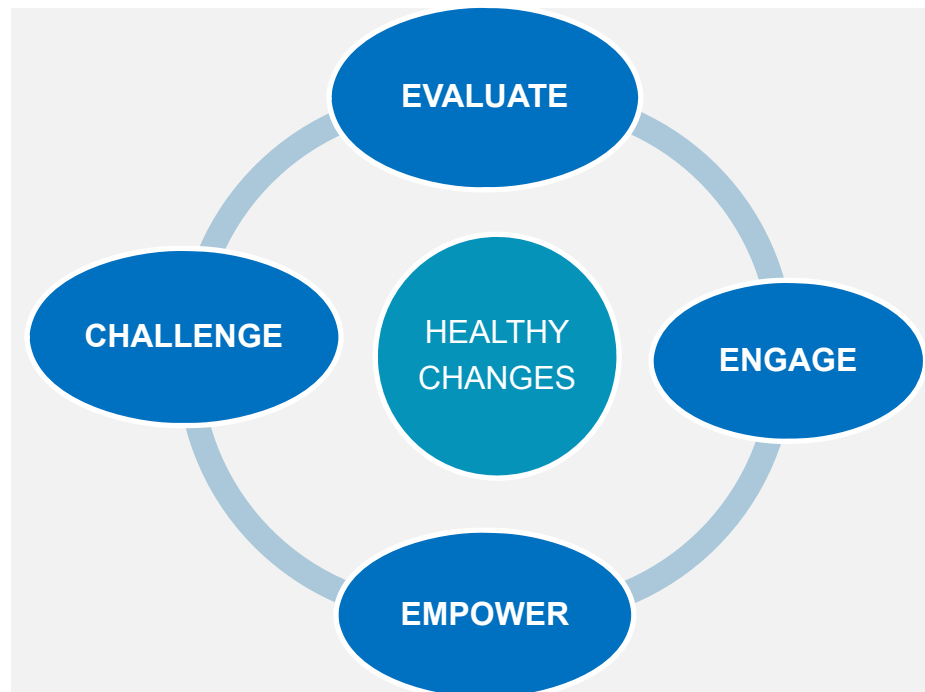 EVALUATE
CHALLENGE
HEALTHY
CHANGES
ENGAGE
EMPOWER